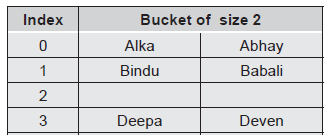 Index Bucket of size 2
0 Alka Abhay
1 Bindu Babali
2
3 Deepa Deven